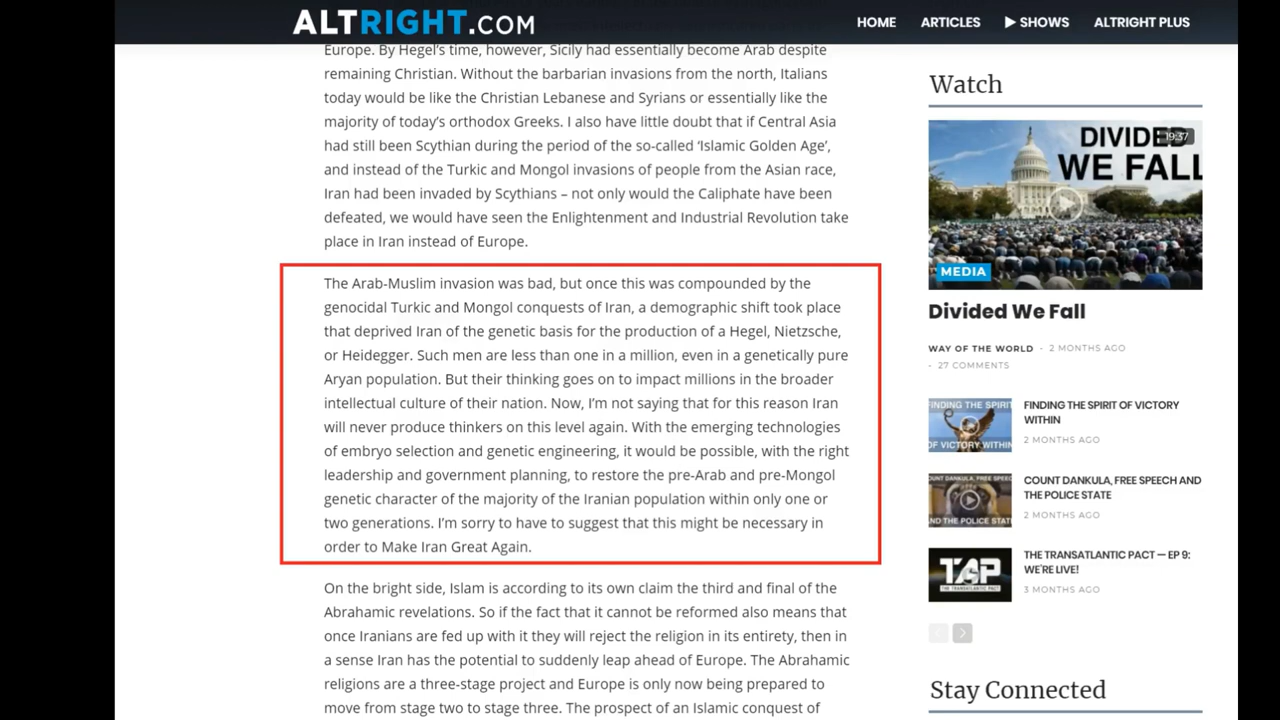 ALTRIGHT.COM
HOME ARTICLES SHOWS ALTRIGHT PLUS
Europe. By Hegel's time, however, Sicily had essentially become Arab despite
remaining Christian. Without the barbarian invasions from the north, Italians
today would be like the Christian Lebanese and Syrians or essentially like the
majority of today's orthodox Greeks. I also have little doubt that if Central Asia
had still been Scythian during the period of the so-called 'Islamic Golden Age',
and instead of the Turkic and Mongol invasions of people from the Asian race,
Iran had been invaded by Scythians – not only would the Caliphate have been
defeated, we would have seen the Enlightenment and Industrial Revolution take
place in Iran instead of Europe.
The Arab-Muslim invasion was bad, but once this was compounded by the
genocidal Turkic and Mongol conquests of Iran, a demographic shift took place
that deprived Iran of the genetic basis for the production of a Hegel, Nietzsche,
or Heidegger. Such men are less than one in a million, even in a genetically pure
Aryan population. But their thinking goes on to impact millions in the broader
intellectual culture of their nation. Now, I'm not saying that for this reason Iran
will never produce thinkers on this level again. With the emerging technologies
of embryo selection and genetic engineering, it would be possible, with the right
leadership and government planning, to restore the pre-Arab and pre-Mongol
genetic character of the majority of the Iranian population within only one or
two generations. I'm sorry to have to suggest that this might be necessary in
order to Make Iran Great Again.
On the bright side, Islam is according to its own claim the third and final of the
Abrahamic revelations. So if the fact that it cannot be reformed also means that
once Iranians are fed up with it they will reject the religion in its entirety, then in
a sense Iran has the potential to suddenly leap ahead of Europe. The Abrahamic
religions are a three-stage project and Europe is only now being prepared to
move from stage two to stage three. The prospect of an Islamic conquest of
Watch
DIVIDED
19:37
WE FALL
MEDIA
Divided We Fall
WAY OF THE WORLD - 2 MONTHS AGO
- 27 COMMENTS
FINDING THE SPIRIT
OF VICTORY WITHIN
FINDING THE SPIRIT OF VICTORY
WITHIN
2 MONTHS AGO
COUNT DANKULA, FREE SPEECH
AND THE POLICE STATE
COUNT DANKULA, FREE SPEECH AND
THE POLICE STATE
2 MONTHS AGO
TAP
THE TRANSATLANTIC PACT
THE TRANSATLANTIC PACT — EP 9:
WE'RE LIVE!
3 MONTHS AGO
Stay Connected